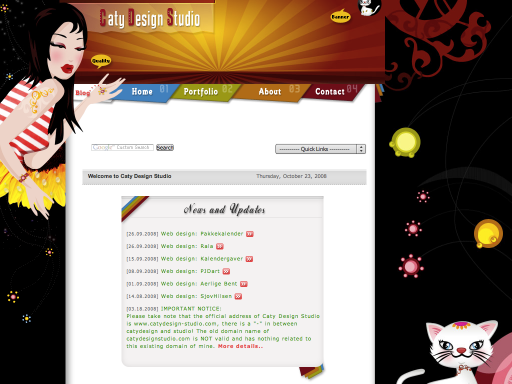 Caty Design Studio
Banner
Quality
Blog
Home 01
Portfolio 02
About 03
Contact 04
Google Custom Search
Search
---------- Quick Links ----------
Welcome to Caty Design Studio
Thursday, October 23, 2008
News and Updates
[26.09.2008] Web design: Pakkekalender
[26.09.2008] Web design: Rala
[15.09.2008] Web design: Kalendergaver
[08.09.2008] Web design: PJDart
[01.09.2008] Web design: Aerlige Bent
[14.08.2008] Web design: SjovHilsen
[03.18.2008] IMPORTANT NOTICE:
Please take note that the official address of Caty Design Studio
is www.catydesign-studio.com, there is a "-" in between
catydesign and studio! The old domain name of
catydesignstudio.com is NOT valid and has nothing related to
this existing domain of mine. More details..